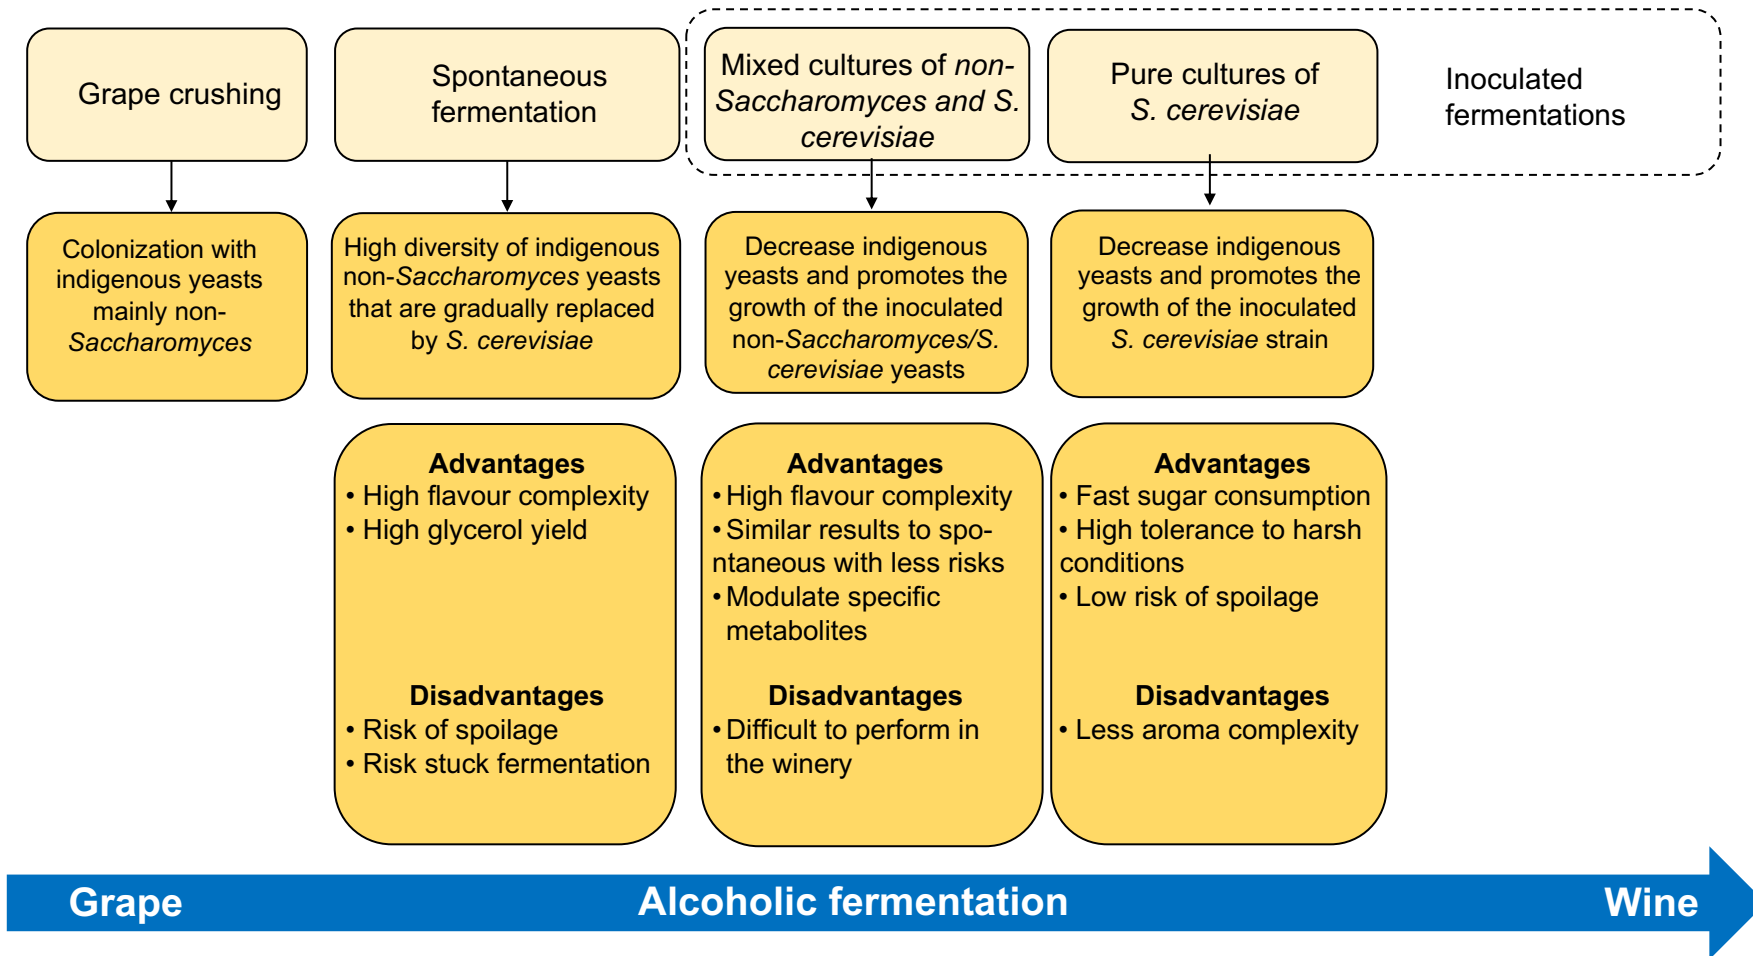 Grape crushing
Spontaneous
fermentation
Mixed cultures of non-
Saccharomyces and S.
cerevisiae
Pure cultures of
S. cerevisiae
Inoculated
fermentations
Colonization with
indigenous yeasts
mainly non-
Saccharomyces
High diversity of indigenous
non-Saccharomyces yeasts
that are gradually replaced
by S. cerevisiae
Decrease indigenous
yeasts and promotes the
growth of the inoculated
non-Saccharomyces/S.
cerevisiae yeasts
Decrease indigenous
yeasts and promotes the
growth of the inoculated
S. cerevisiae strain
Advantages
• High flavour complexity
• High glycerol yield
Disadvantages
• Risk of spoilage
• Risk stuck fermentation
Advantages
• High flavour complexity
• Similar results to spo-
ntaneous with less risks
• Modulate specific
metabolites
Disadvantages
• Difficult to perform in
the winery
Advantages
• Fast sugar consumption
• High tolerance to harsh
conditions
• Low risk of spoilage
Disadvantages
• Less aroma complexity
Grape
Alcoholic fermentation
Wine